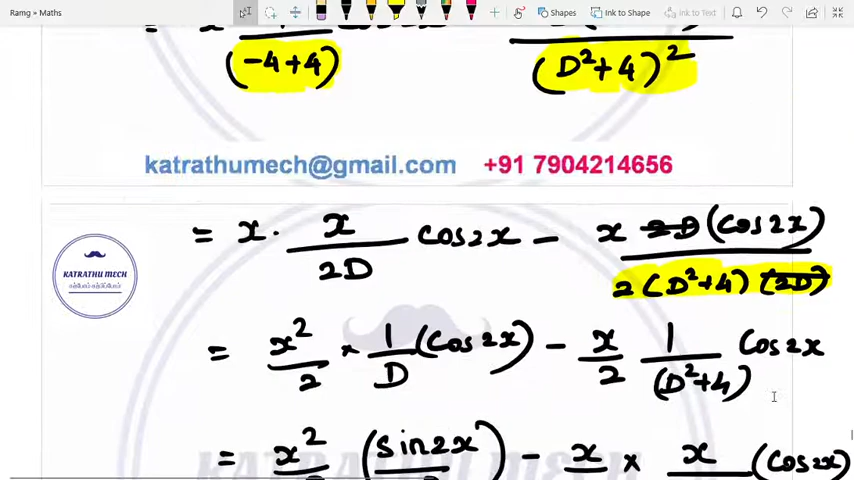 Ramg » Maths
Shapes Ink to Shape Ink to Text
(-4+4) (D²+4)²
katrathumech@gmail.com +91 7904214656
KATRATHU MECH
= x · x/2D cos2x − x 2D (cos2x) / 2(D²+4)(2D)
= x²/2 × 1/D (cos2x) − x/2 1/(D²+4) cos2x
= x² (sin2x) − x × x (cos2x)